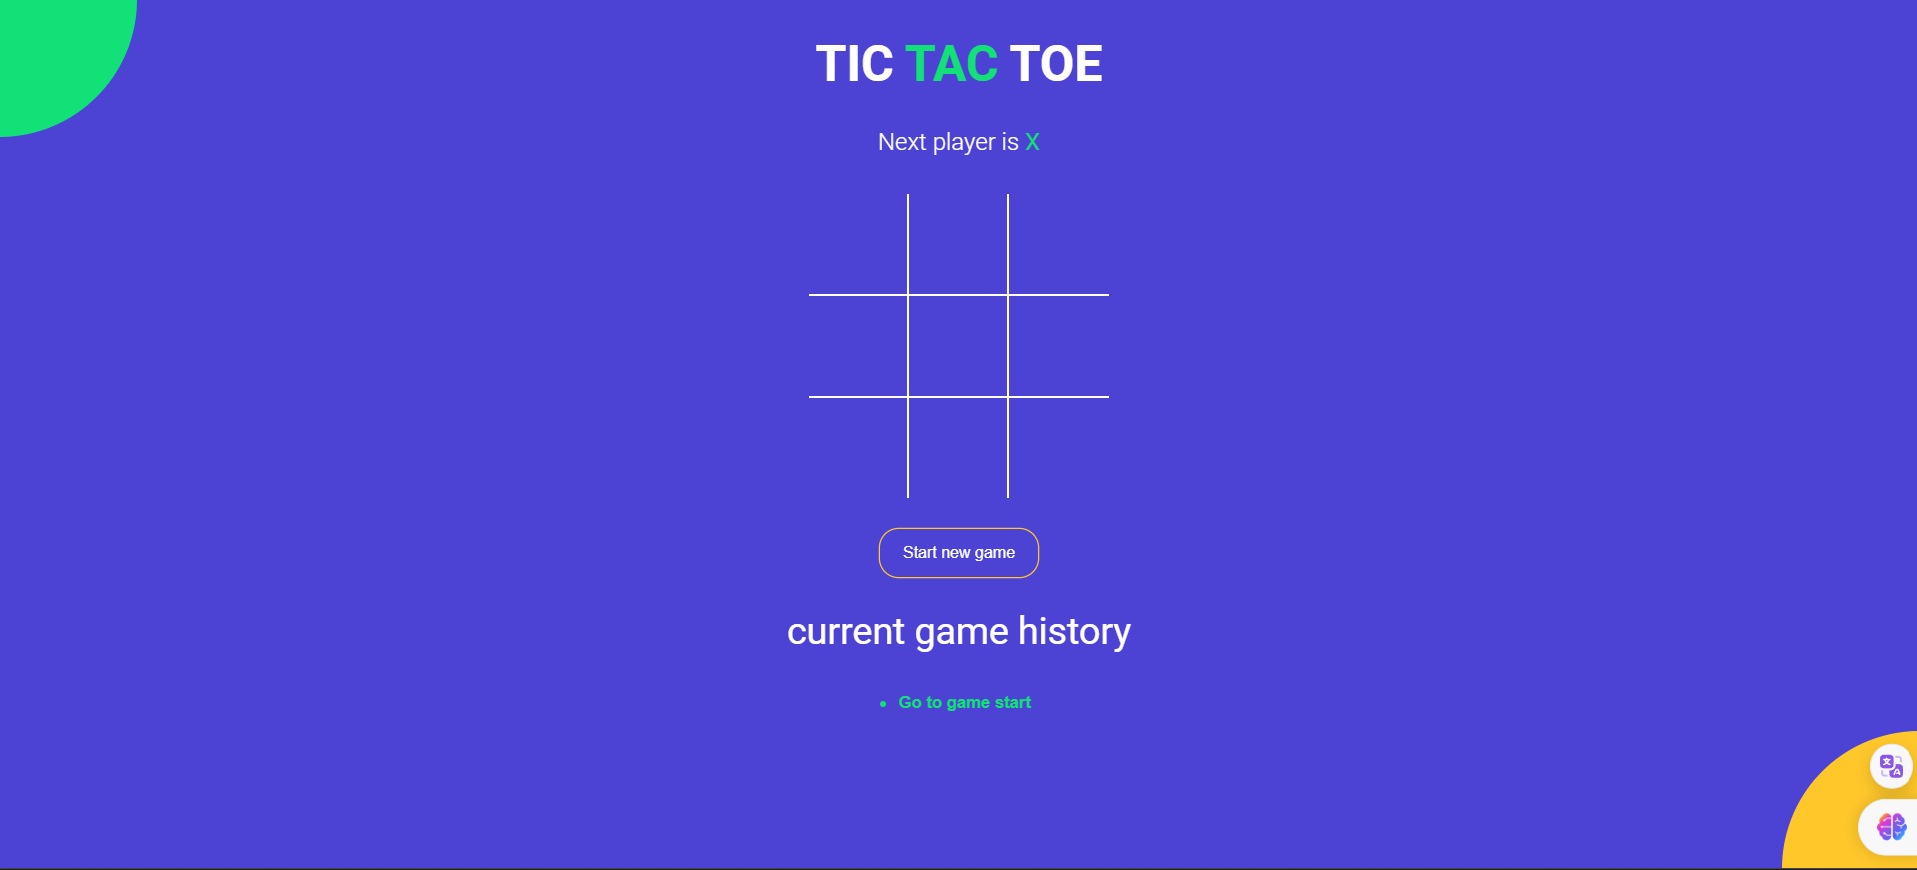 TIC TAC TOE
Next player is X
Start new game
current game history
Go to game start